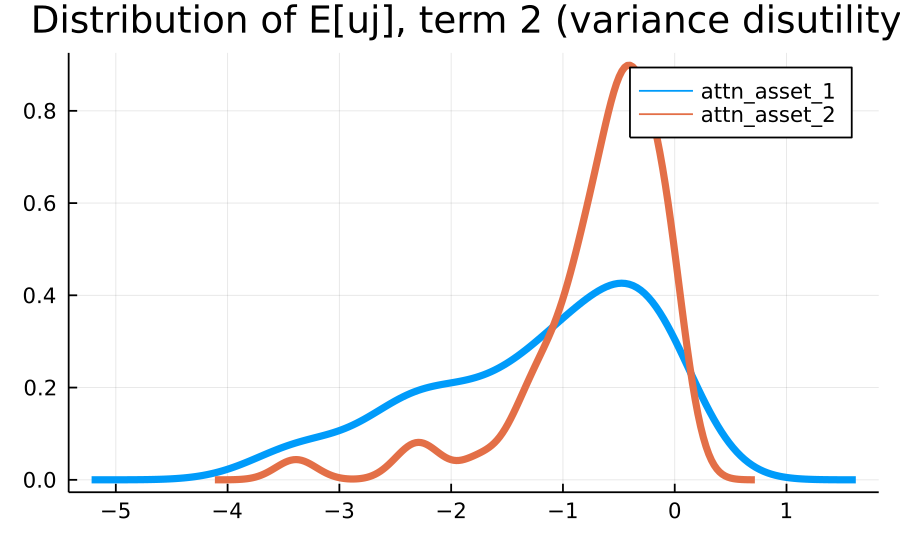 Distribution of E[uj], term 2 (variance disutility
attn_asset_1
attn_asset_2
0.8
0.6
0.4
0.2
0.0
−5 −4 −3 −2 −1 0 1